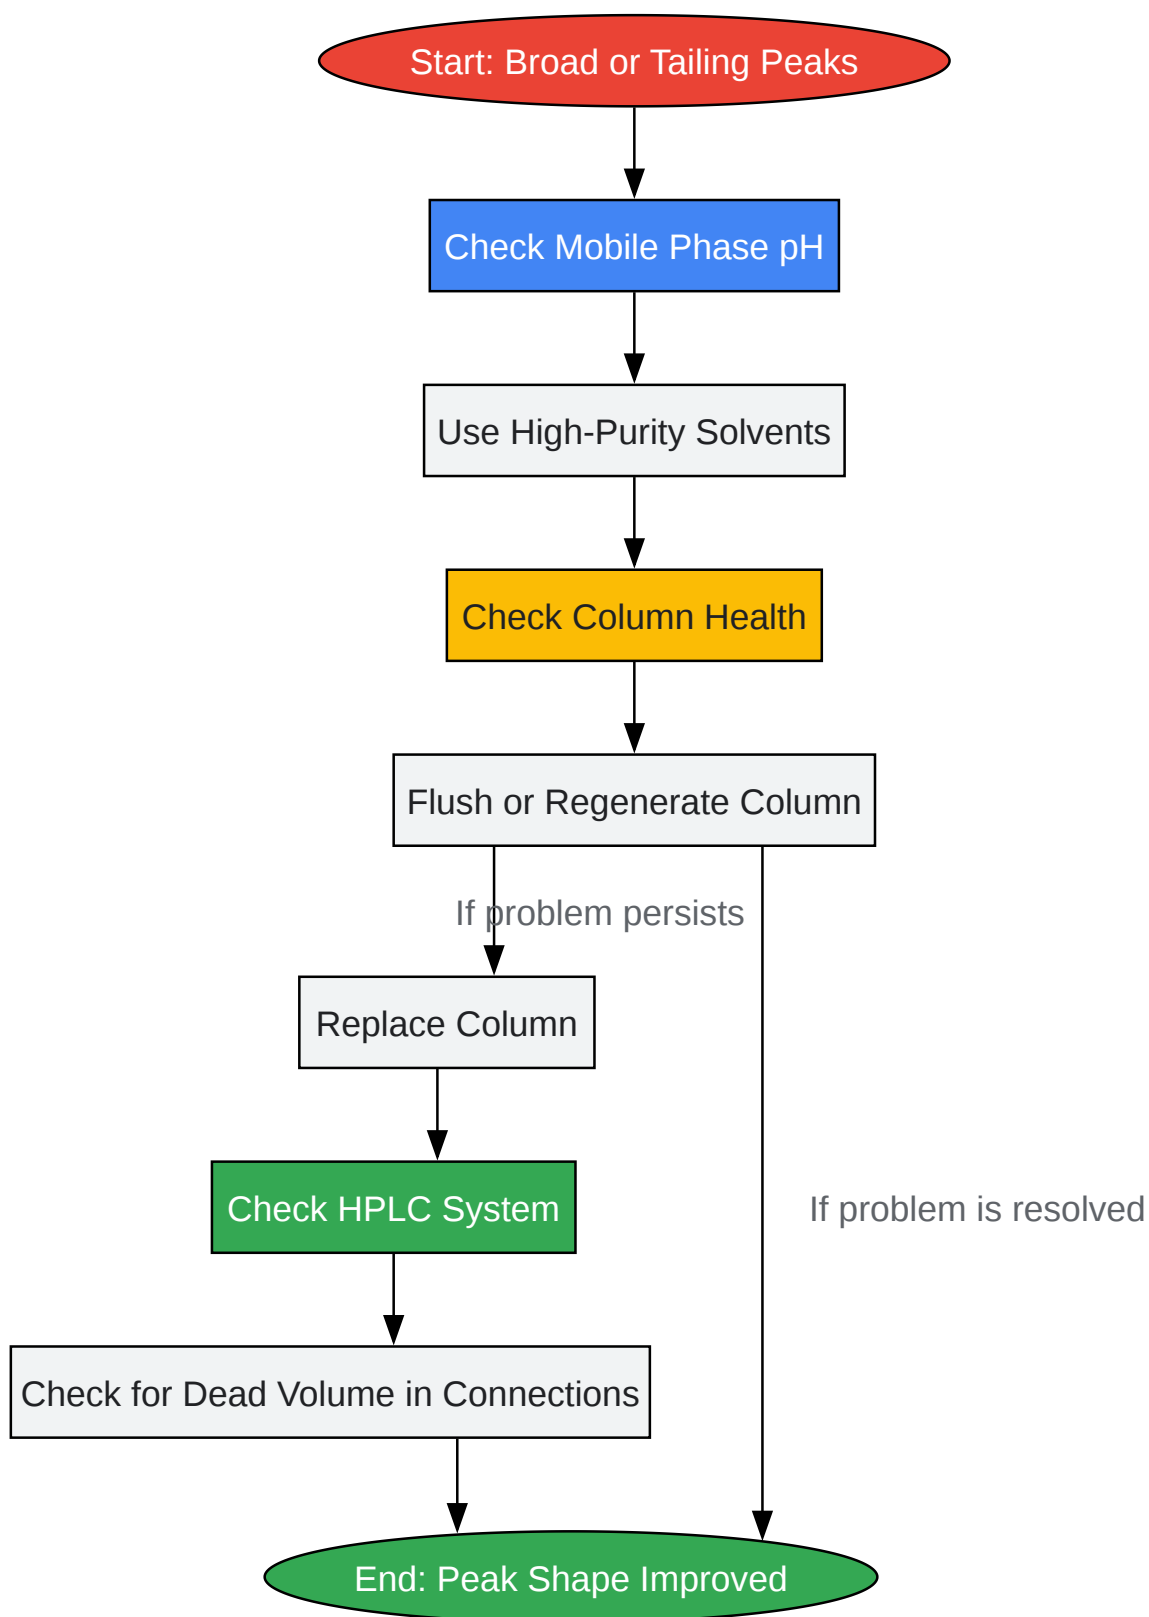 Start: Broad or Tailing Peaks
Check Mobile Phase pH
Use High-Purity Solvents
Check Column Health
Flush or Regenerate Column
If problem persists
Replace Column
Check HPLC System
If problem is resolved
Check for Dead Volume in Connections
End: Peak Shape Improved